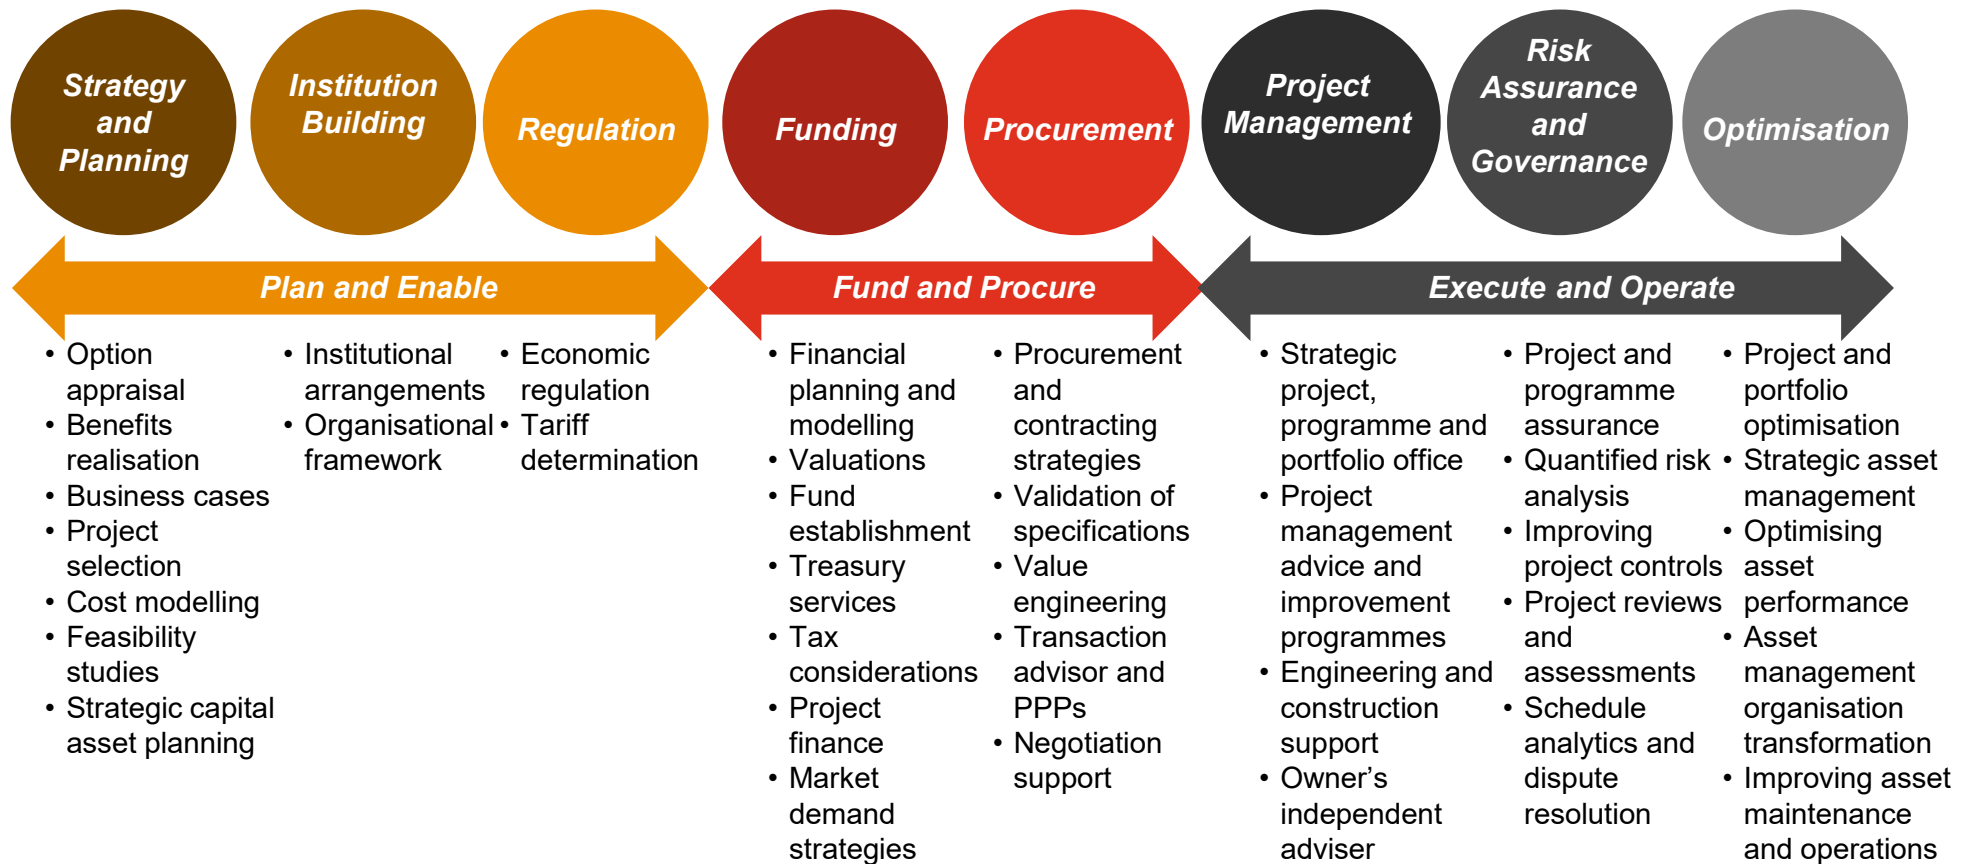 Strategy
and
Planning
Institution
Building
Regulation
Funding
Procurement
Project
Management
Risk
Assurance
and
Governance
Optimisation
Plan and Enable
Fund and Procure
Execute and Operate
• Option
appraisal
• Benefits
realisation
• Business cases
• Project
selection
• Cost modelling
• Feasibility
studies
• Strategic capital
asset planning
• Institutional
arrangements
• Organisational
framework
• Economic
regulation
• Tariff
determination
• Financial
planning and
modelling
• Valuations
• Fund
establishment
• Treasury
services
• Tax
considerations
• Project
finance
• Market
demand
strategies
• Procurement
and
contracting
strategies
• Validation of
specifications
• Value
engineering
• Transaction
advisor and
PPPs
• Negotiation
support
• Strategic
project,
programme and
portfolio office
• Project
management
advice and
improvement
programmes
• Engineering and
construction
support
• Owner’s
independent
adviser
• Project and
programme
assurance
• Quantified risk
analysis
• Improving
project controls
• Project reviews
and
assessments
• Schedule
analytics and
dispute
resolution
• Project and
portfolio
optimisation
• Strategic asset
management
• Optimising
asset
performance
• Asset
management
organisation
transformation
• Improving asset
maintenance
and operations